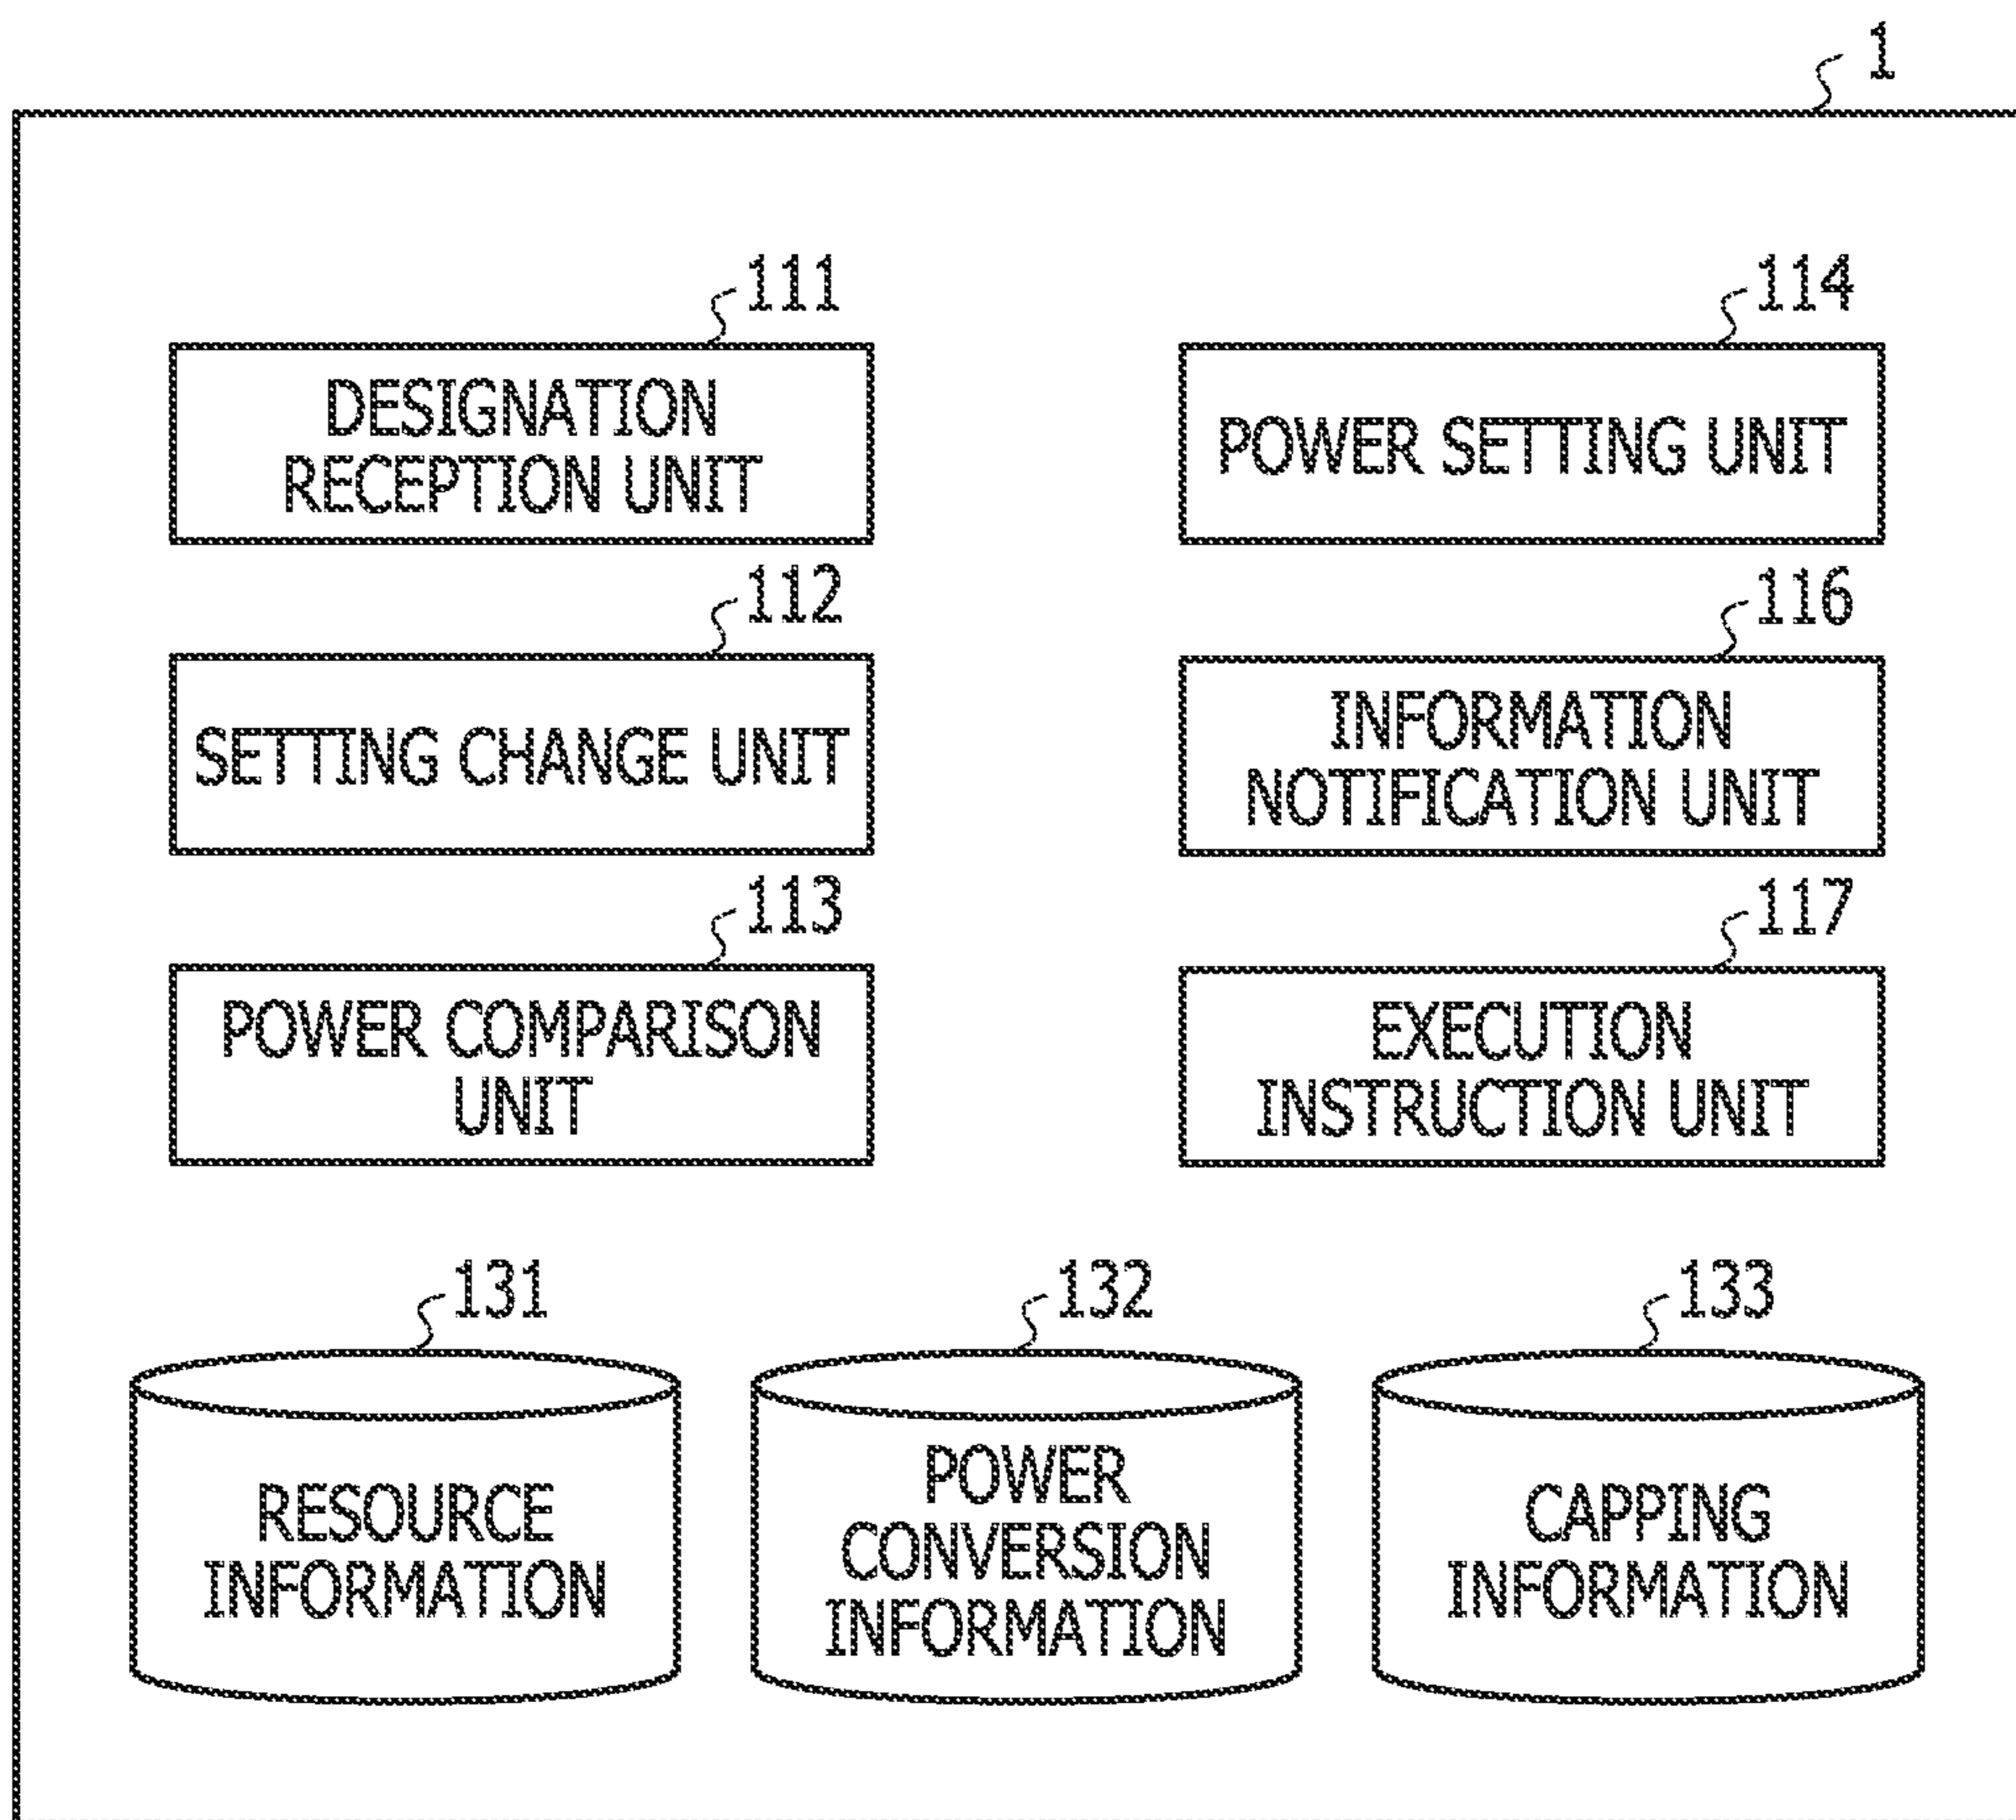 1
111
DESIGNATION
RECEPTION UNIT
114
POWER SETTING UNIT
112
SETTING CHANGE UNIT
116
INFORMATION
NOTIFICATION UNIT
113
POWER COMPARISON
UNIT
117
EXECUTION
INSTRUCTION UNIT
131
RESOURCE
INFORMATION
132
POWER
CONVERSION
INFORMATION
133
CAPPING
INFORMATION